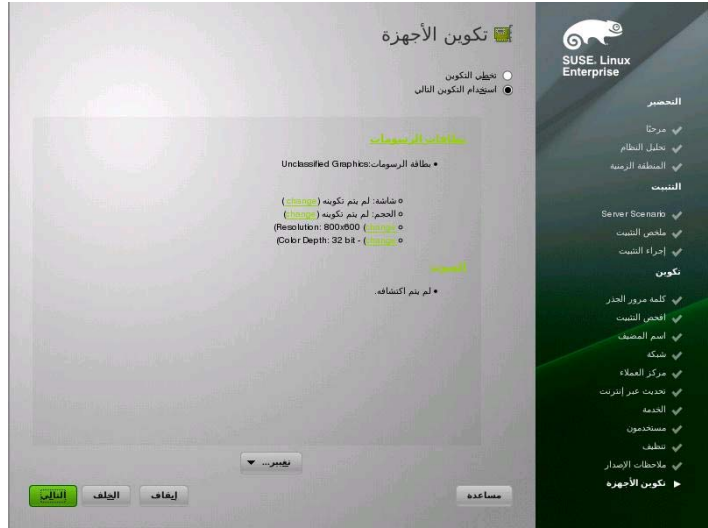 تكوين الأجهزة
تخطي التكوين
استخدام التكوين التالي
بطاقات الرسومات
بطاقة الرسومات:Unclassified Graphics
شاشة: لم يتم تكوينه (change)
الحجم: لم يتم تكوينه (change)
(Resolution: 800x600 (change
(Color Depth: 32 bit - (change
الصوت
لم يتم اكتشافه.
تغيير...
مساعدة
إيقاف
الخلف
التالي
SUSE. Linux
Enterprise
التحضير
مرحبًا
تحليل النظام
المنطقة الزمنية
التثبيت
Server Scenario
ملخص التثبيت
إجراء التثبيت
تكوين
كلمة مرور الجذر
افحص التثبيت
اسم المضيف
شبكة
مركز العملاء
تحديث عبر إنترنت
الخدمة
مستخدمون
تنظيف
ملاحظات الإصدار
تكوين الأجهزة